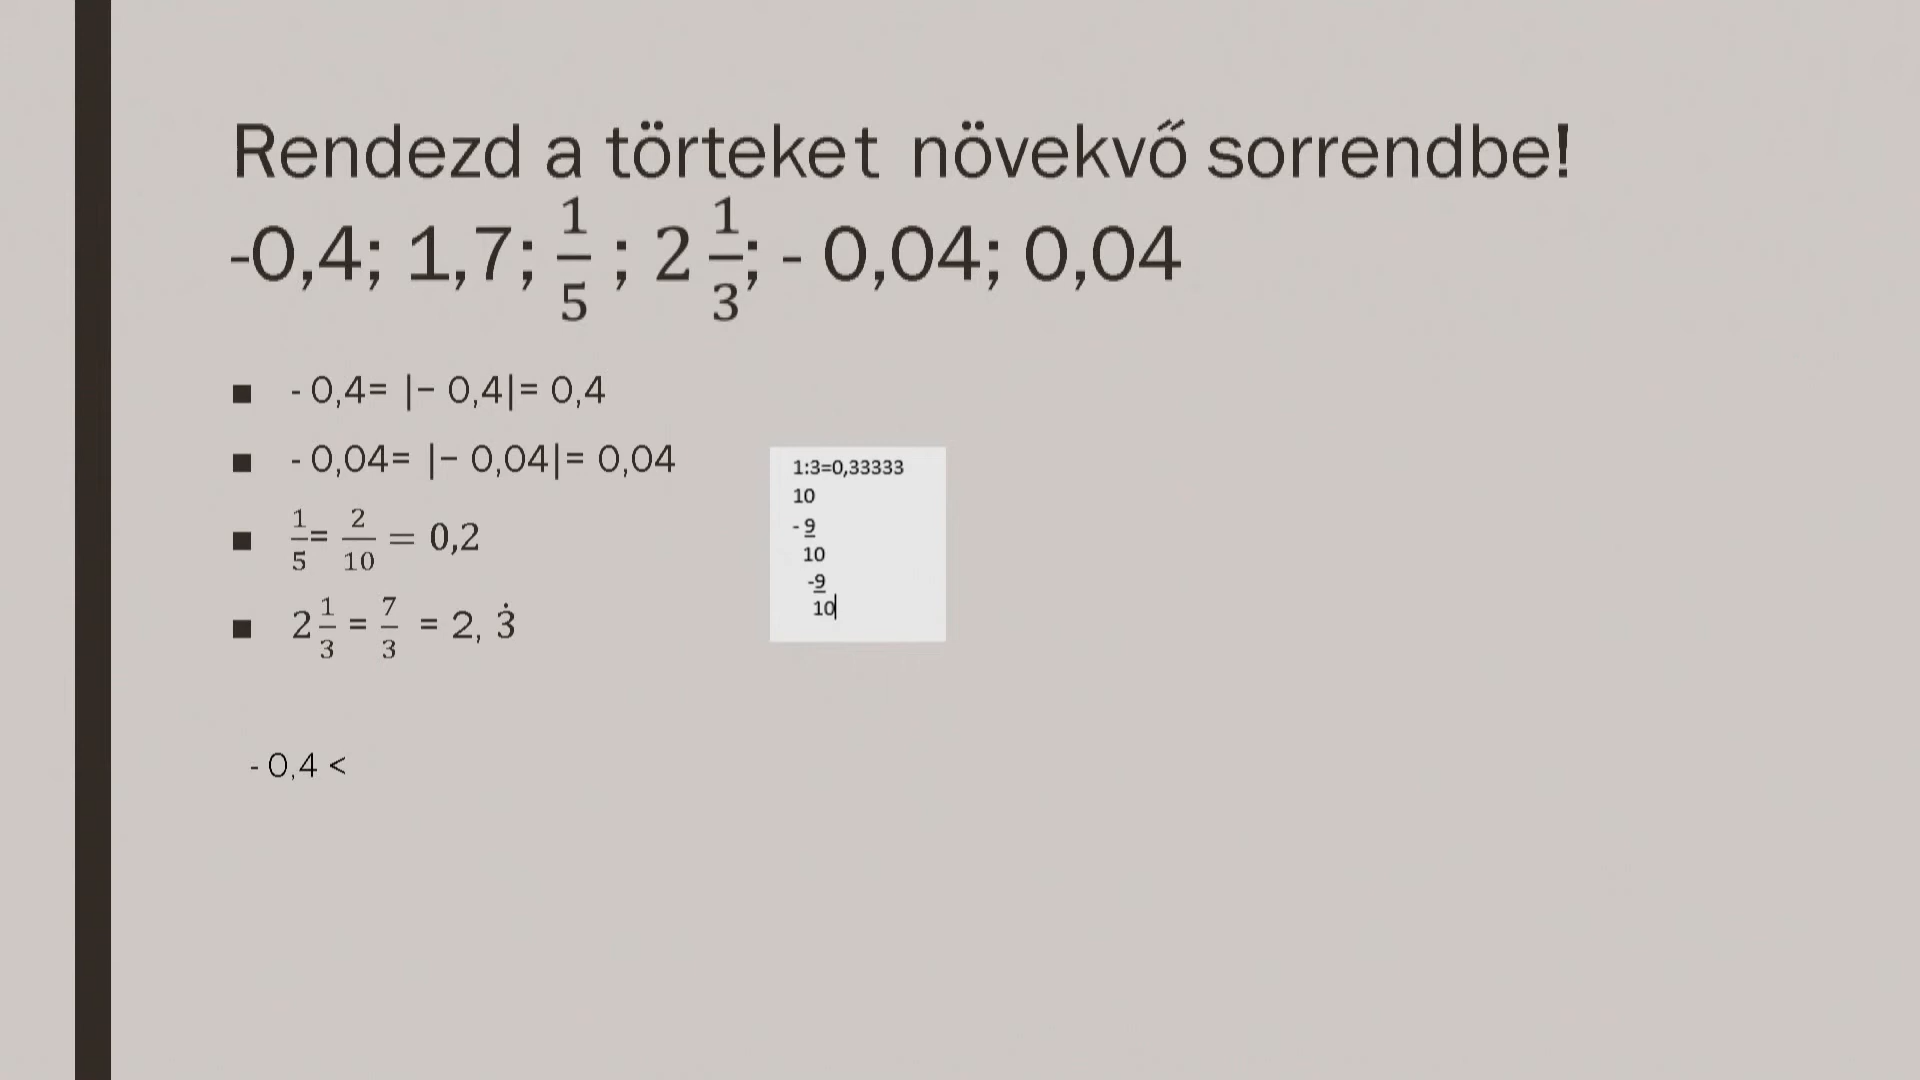 Rendezd a törteket növekvő sorrendbe!
-0,4; 1,7; 1/5 ; 2 1/3; - 0,04; 0,04
- 0,4= |− 0,4|= 0,4
- 0,04= |− 0,04|= 0,04
1/5= 2/10 = 0,2
2 1/3 = 7/3 = 2, 3̇
1:3=0,33333
10
- 9
10
-9
10
- 0,4 <